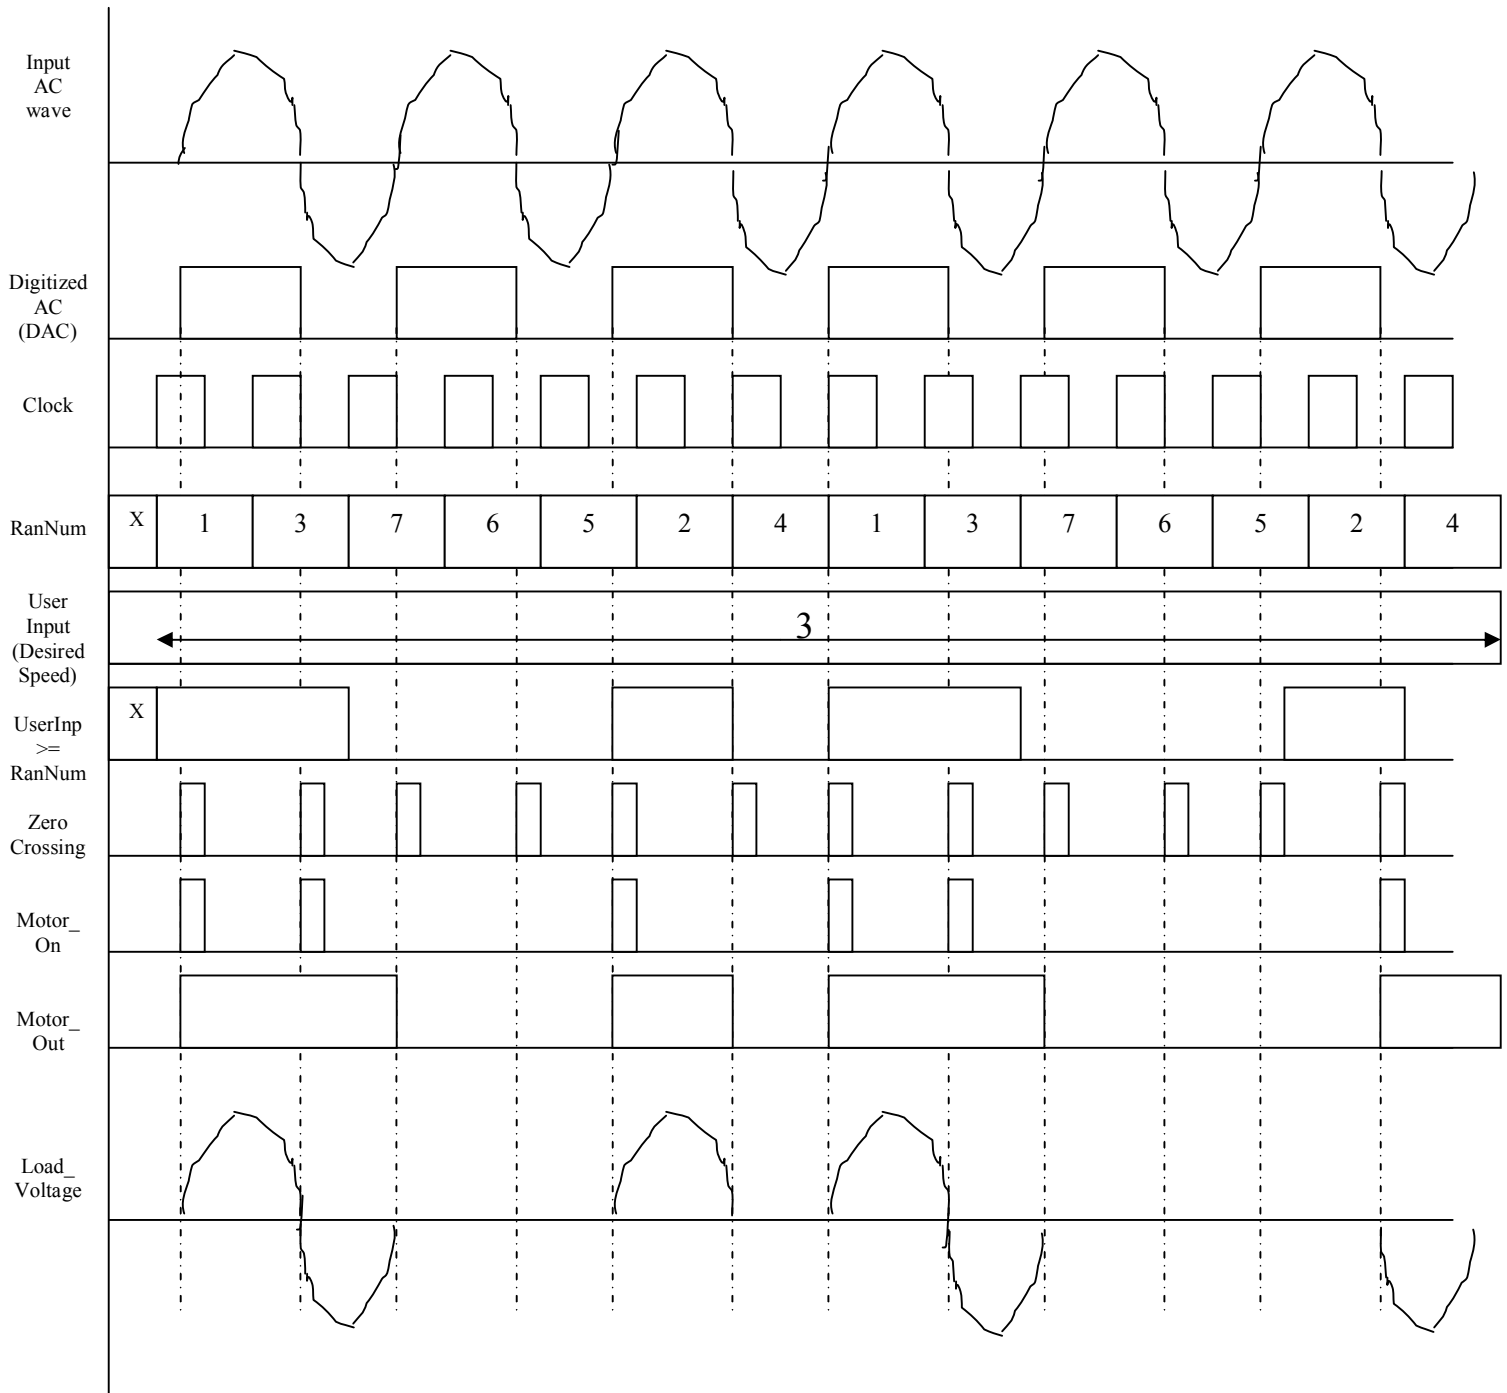 Input
AC
wave
Digitized
AC
(DAC)
Clock
RanNum
X 1 3 7 6 5 2 4 1 3 7 6 5 2 4
User
Input
(Desired
Speed)
3
X
UserInp
>=
RanNum
Zero
Crossing
Motor_
On
Motor_
Out
Load_
Voltage